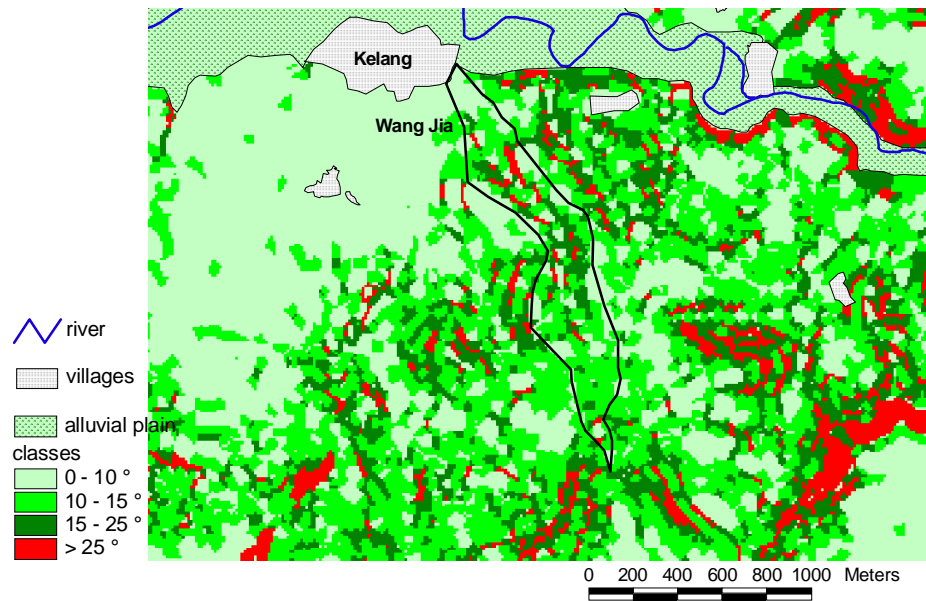 Kelang
Wang Jia
river
villages
alluvial plain
classes
0 - 10 °
10 - 15 °
15 - 25 °
> 25 °
0 200 400 600 800 1000 Meters